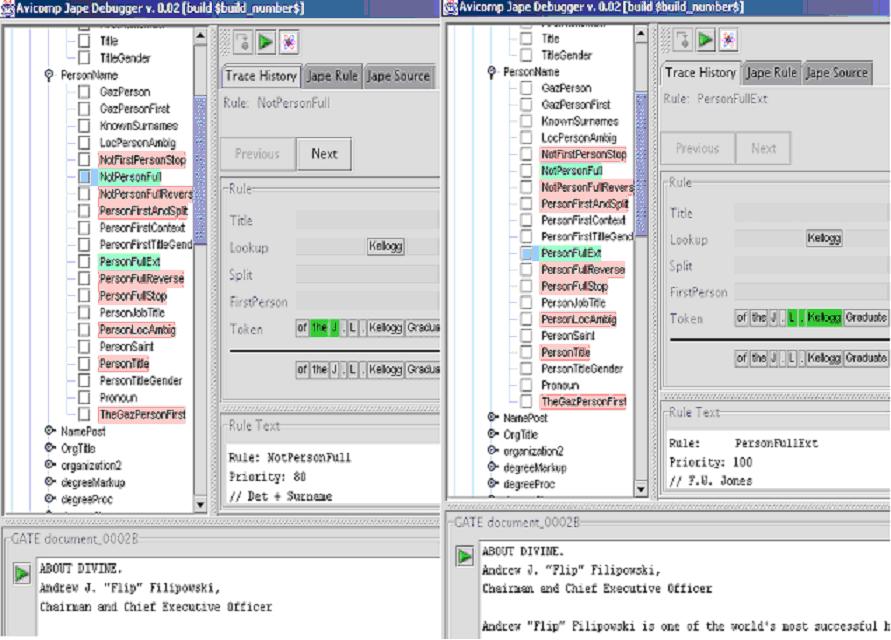 Avicomp Jape Debugger v. 0.02 [build $build_number$]
Title
TitleGender
PersonName
GazPerson
GazPersonFirst
KnownSurnames
LocPersonAmbig
NotFirstPersonStop
NotPersonFull
NotPersonFullRevers
PersonFirstAndSplit
PersonFirstContext
PersonFirstTitleGend
PersonFullExt
PersonFullReverse
PersonFullStop
PersonJobTitle
PersonLocAmbig
PersonSaint
PersonTitle
PersonTitleGender
Pronoun
TheGazPersonFirst
NamePost
OrgTitle
organization2
degreeMarkup
degreeProc
Trace History Jape Rule Jape Source
Rule: NotPersonFull
Previous Next
Rule
Title
Lookup Kellogg
Split
FirstPerson
Token of the J . L . Kellogg Gradua
of the J . L . Kellogg Gradua
Rule Text
Rule: NotPersonFull
Priority: 80
// Det + Surname
GATE document_0002B
ABOUT DIVINE.
Andrew J. "Flip" Filipowski,
Chairman and Chief Executive Officer
Avicomp Jape Debugger v. 0.02 [build $build_number$]
Title
TitleGender
PersonName
GazPerson
GazPersonFirst
KnownSurnames
LocPersonAmbig
NotFirstPersonStop
NotPersonFull
NotPersonFullRevers
PersonFirstAndSplit
PersonFirstContext
PersonFirstTitleGend
PersonFullExt
PersonFullReverse
PersonFullStop
PersonJobTitle
PersonLocAmbig
PersonSaint
PersonTitle
PersonTitleGender
Pronoun
TheGazPersonFirst
NamePost
OrgTitle
organization2
degreeMarkup
degreeProc
Trace History Jape Rule Jape Source
Rule: PersonFullExt
Previous Next
Rule
Title
Lookup Kellogg
Split
FirstPerson
Token of the J . L . Kellogg Graduate
of the J . L . Kellogg Graduate
Rule Text
Rule: PersonFullExt
Priority: 100
// F.W. Jones
GATE document_0002B
ABOUT DIVINE.
Andrew J. "Flip" Filipowski,
Chairman and Chief Executive Officer
Andrew "Flip" Filipowski is one of the world's most successful